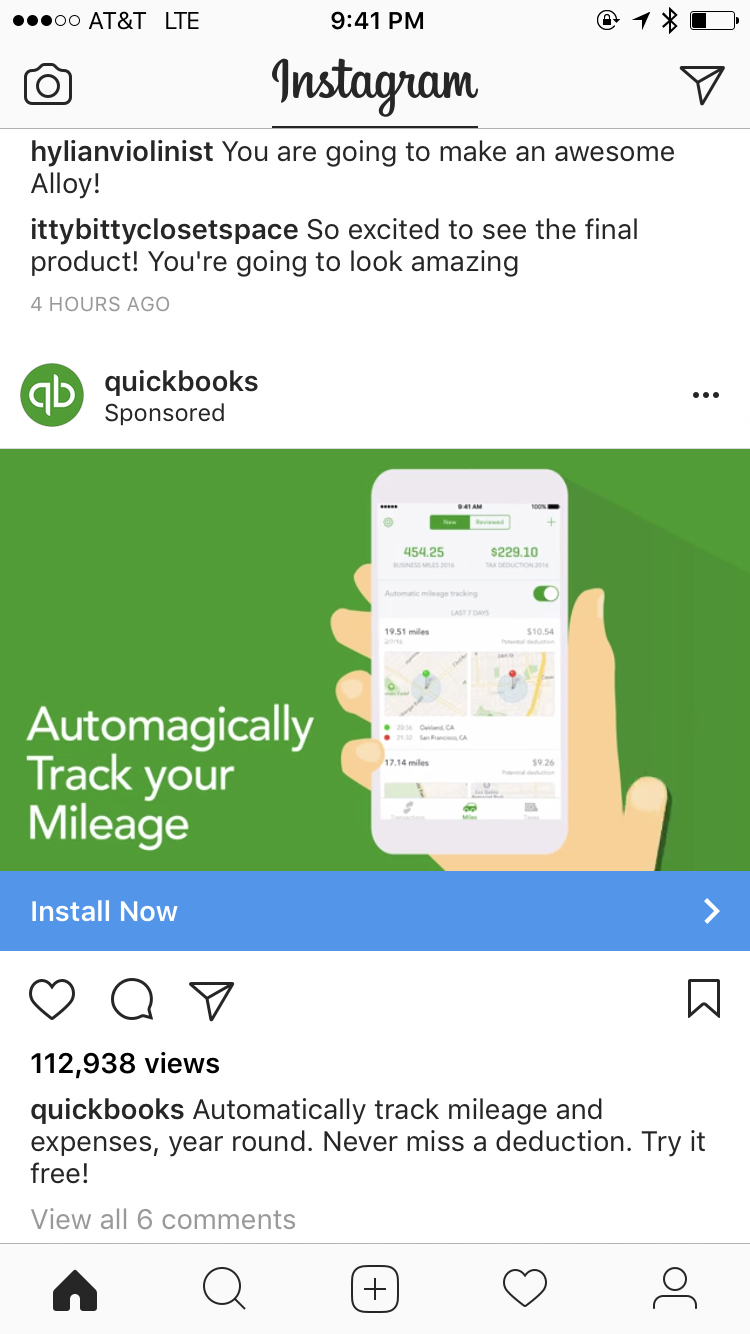 AT&T LTE 9:41 PM
Instagram
hylianviolinist You are going to make an awesome
Alloy!
ittybittyclosetspace So excited to see the final
product! You're going to look amazing
4 HOURS AGO
qb quickbooks
Sponsored
9:41 AM 100%
New Reviewed
454.25 $229.10
BUSINESS MILES 2016 TAX DEDUCTION 2016
Automatic mileage tracking
LAST 7 DAYS
19.51 miles $10.54
2/7/16 Potential deduction
20:56 Oakland, CA
21:32 San Francisco, CA
17.14 miles $9.26
Potential deduction
Transactions Miles Taxes
Automagically
Track your
Mileage
Install Now
112,938 views
quickbooks Automatically track mileage and
expenses, year round. Never miss a deduction. Try it
free!
View all 6 comments